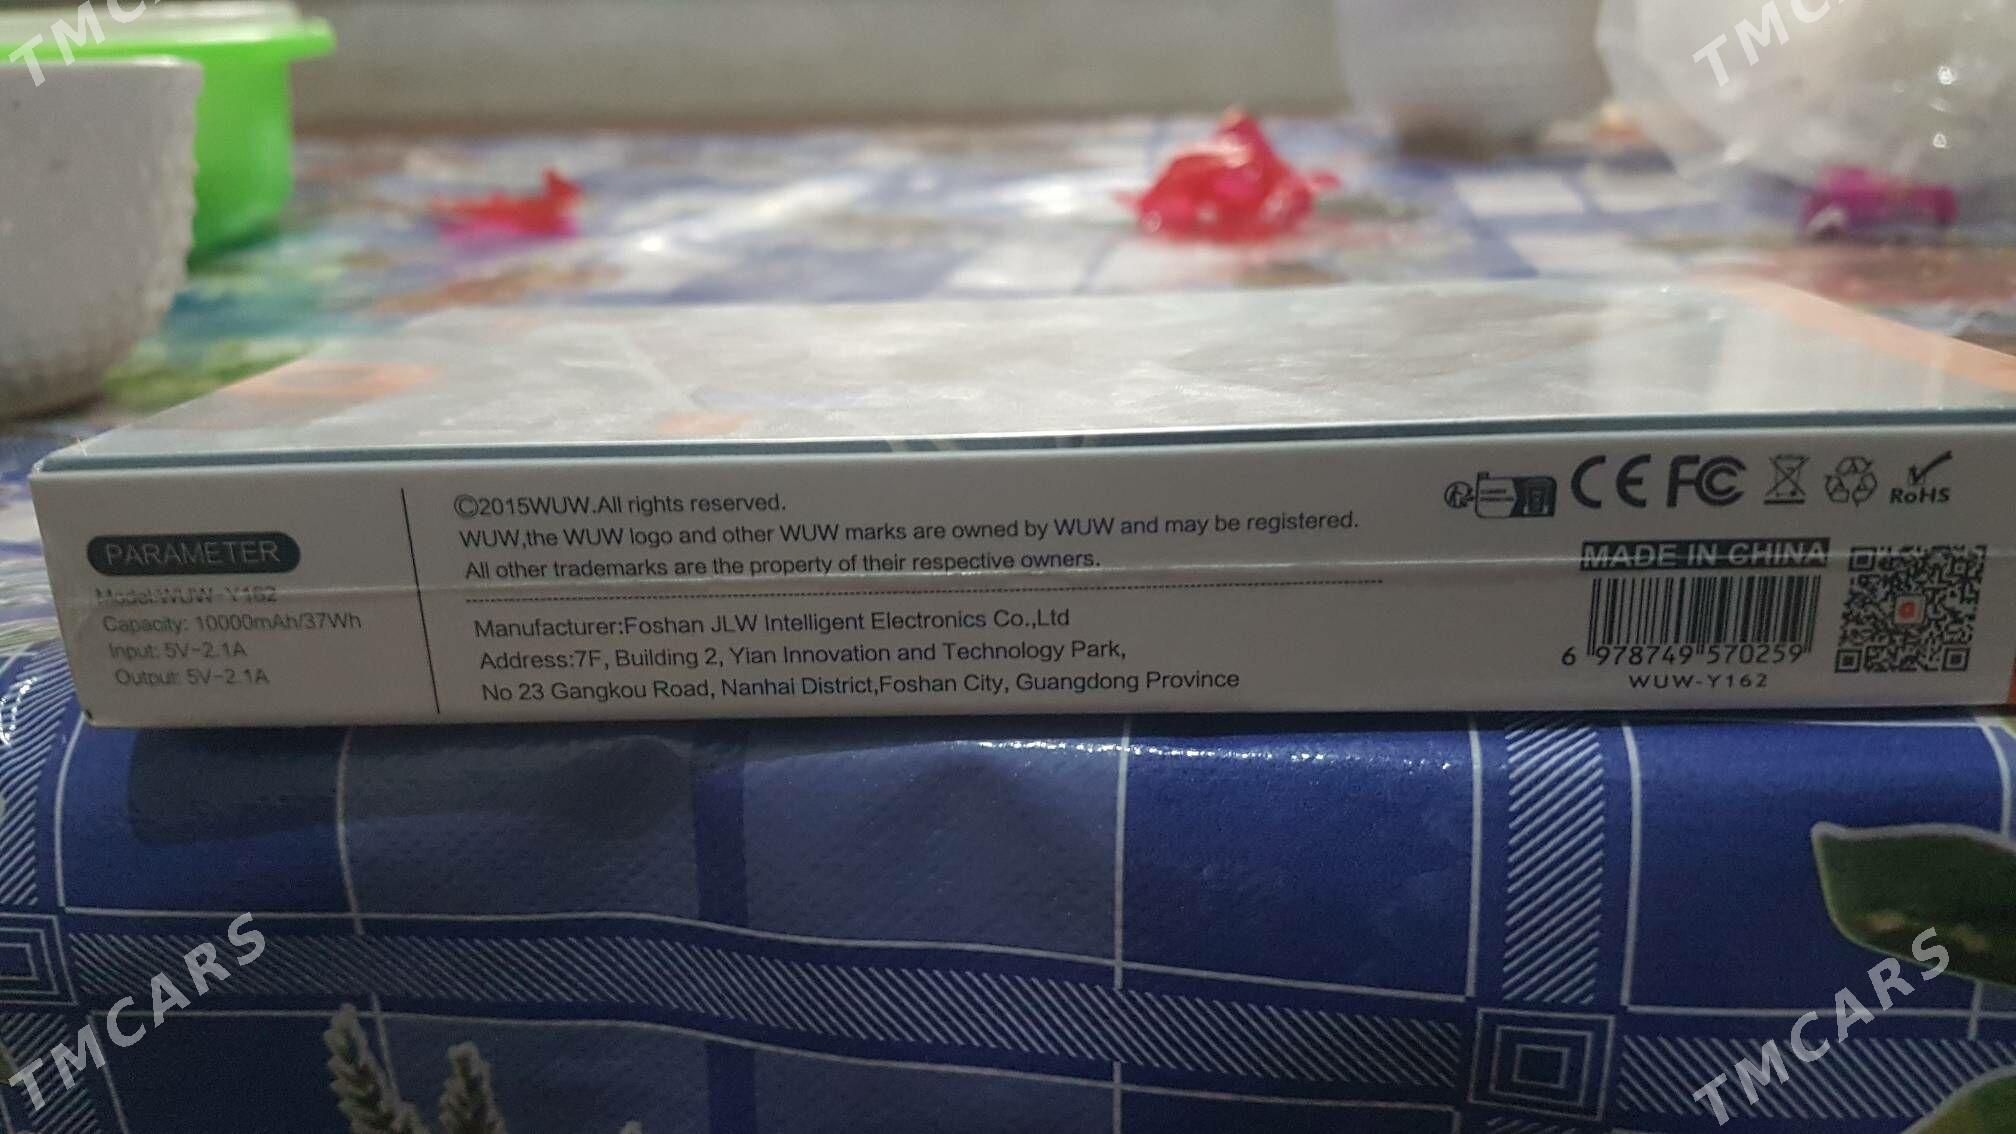 TMC
TMC
PARAMETER
Model:WUW-Y162
Capacity: 10000mAh/37Wh
Input: 5V-2.1A
Output: 5V-2.1A
©2015WUW.All rights reserved.
WUW,the WUW logo and other WUW marks are owned by WUW and may be registered.
All other trademarks are the property of their respective owners.
Manufacturer:Foshan JLW Intelligent Electronics Co.,Ltd
Address:7F, Building 2, Yian Innovation and Technology Park,
No 23 Gangkou Road, Nanhai District,Foshan City, Guangdong Province
CE FC RoHS
MADE IN CHINA
6 978749 570259
WUW-Y162
TMCARS
TMCARS